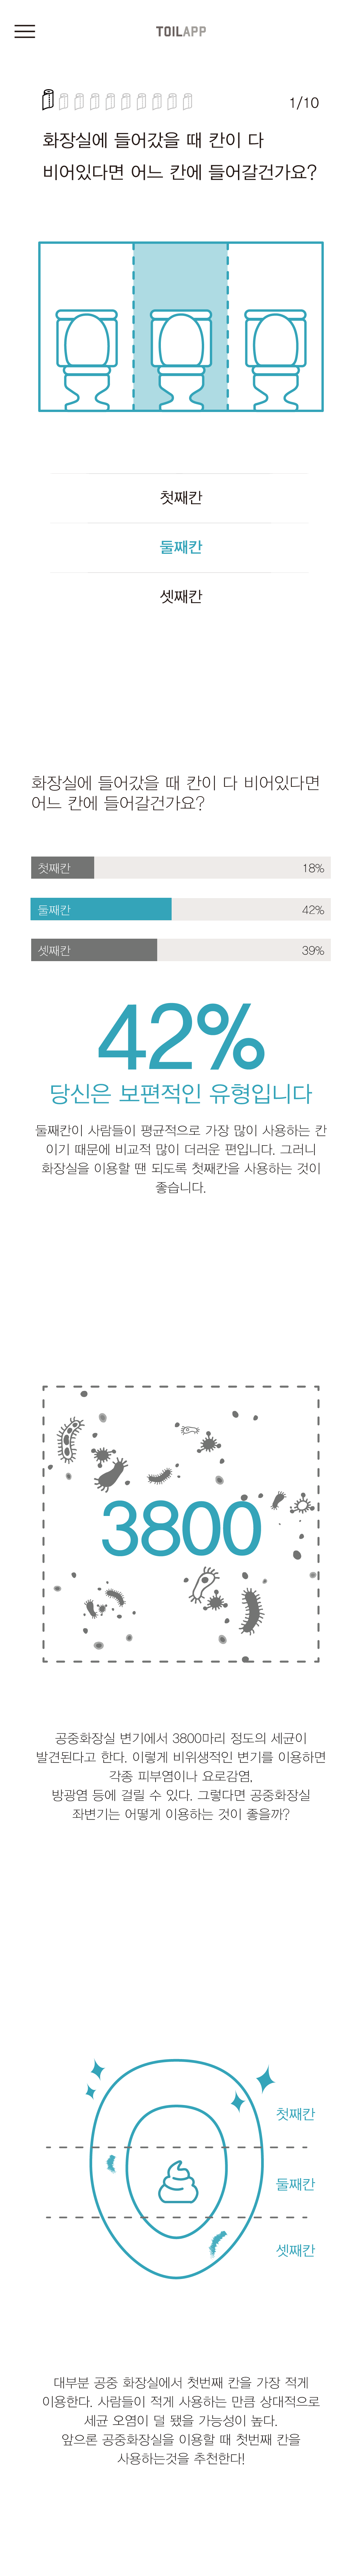 TOILAPP
1/10
화장실에 들어갔을 때 칸이 다
비어있다면 어느 칸에 들어갈건가요?
첫째칸
둘째칸
셋째칸
화장실에 들어갔을 때 칸이 다 비어있다면
어느 칸에 들어갈건가요?
첫째칸 18%
둘째칸 42%
셋째칸 39%
42%
당신은 보편적인 유형입니다
둘째칸이 사람들이 평균적으로 가장 많이 사용하는 칸
이기 때문에 비교적 많이 더러운 편입니다. 그러니
화장실을 이용할 땐 되도록 첫째칸을 사용하는 것이
좋습니다.
3800
공중화장실 변기에서 3800마리 정도의 세균이
발견된다고 한다. 이렇게 비위생적인 변기를 이용하면
각종 피부염이나 요로감염,
방광염 등에 걸릴 수 있다. 그렇다면 공중화장실
좌변기는 어떻게 이용하는 것이 좋을까?
첫째칸
둘째칸
셋째칸
대부분 공중 화장실에서 첫번째 칸을 가장 적게
이용한다. 사람들이 적게 사용하는 만큼 상대적으로
세균 오염이 덜 됐을 가능성이 높다.
앞으론 공중화장실을 이용할 때 첫번째 칸을
사용하는것을 추천한다!